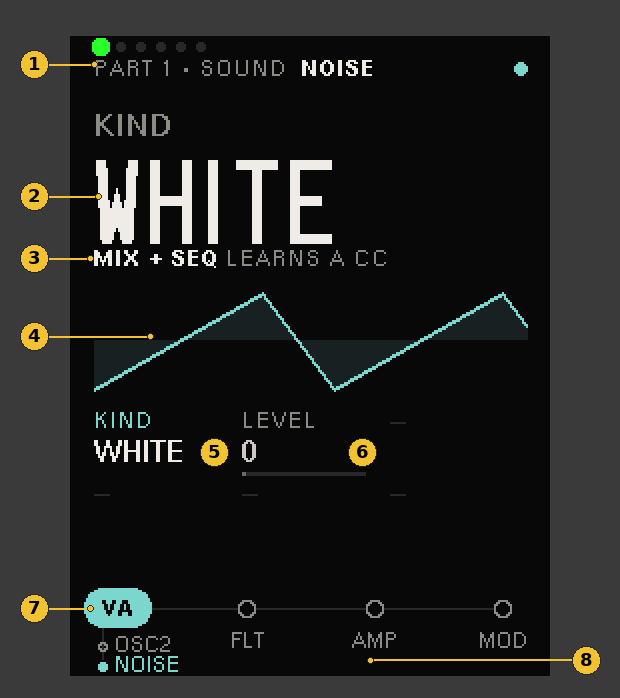 1 PART 1 · SOUND NOISE
KIND
2 WHITE
3 MIX + SEQ LEARNS A CC
4
KIND LEVEL —
WHITE 5 0 6
— — —
7 VA
FLT AMP MOD
OSC2
8
NOISE